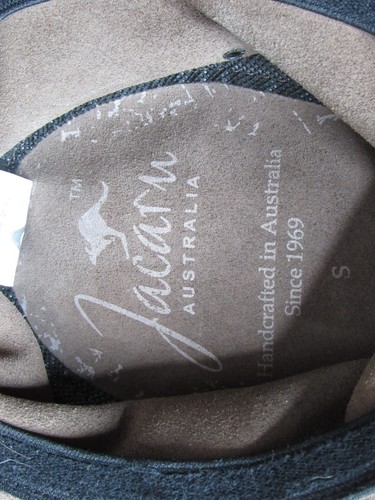 TM
Jacaru
AUSTRALIA
Handcrafted in Australia
Since 1969
S